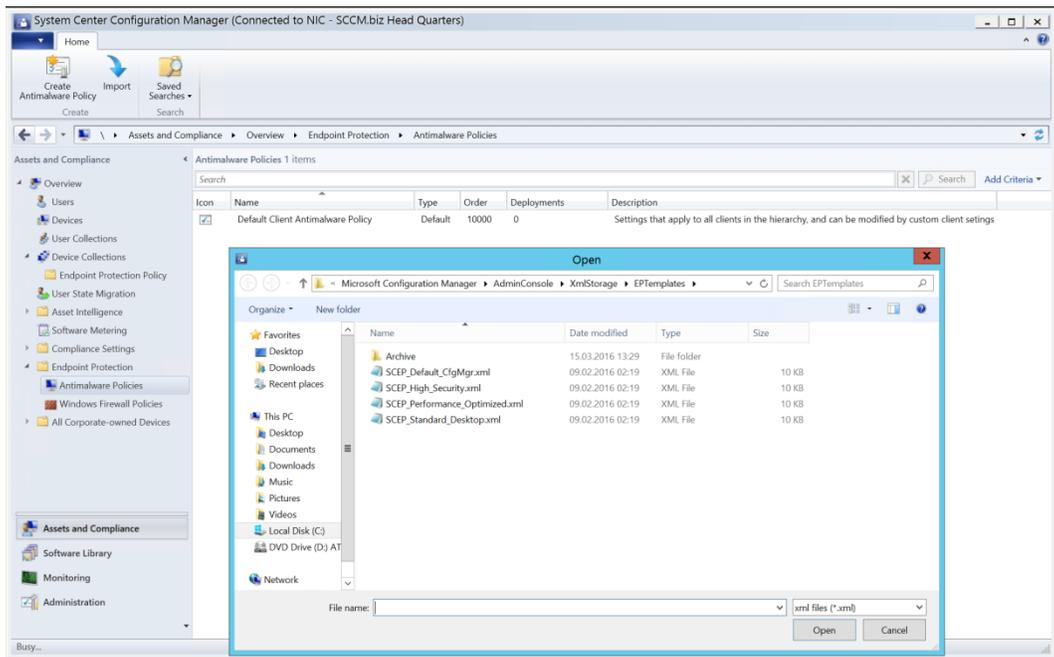 System Center Configuration Manager (Connected to NIC - SCCM.biz Head Quarters)
Home
Create
Antimalware Policy
Import
Saved
Searches
Create
Search
\ Assets and Compliance Overview Endpoint Protection Antimalware Policies
Assets and Compliance
Antimalware Policies 1 items
Overview
Search
Search
Add Criteria
Users
Icon Name Type Order Deployments Description
Devices
Default Client Antimalware Policy Default 10000 0 Settings that apply to all clients in the hierarchy, and can be modified by custom client setings
User Collections
Device Collections
Endpoint Protection Policy
User State Migration
Asset Intelligence
Software Metering
Compliance Settings
Endpoint Protection
Antimalware Policies
Windows Firewall Policies
All Corporate-owned Devices
Assets and Compliance
Software Library
Monitoring
Administration
Busy...
Open
« Microsoft Configuration Manager AdminConsole XmlStorage EPTemplates
Search EPTemplates
Organize New folder
Favorites
Desktop
Downloads
Recent places
This PC
Desktop
Documents
Downloads
Music
Pictures
Videos
Local Disk (C:)
DVD Drive (D:) AT
Network
Name Date modified Type Size
Archive 15.03.2016 13:29 File folder
SCEP_Default_CfgMgr.xml 09.02.2016 02:19 XML File 10 KB
SCEP_High_Security.xml 09.02.2016 02:19 XML File 10 KB
SCEP_Performance_Optimized.xml 09.02.2016 02:19 XML File 10 KB
SCEP_Standard_Desktop.xml 09.02.2016 02:19 XML File 10 KB
File name:
xml files (*.xml)
Open
Cancel